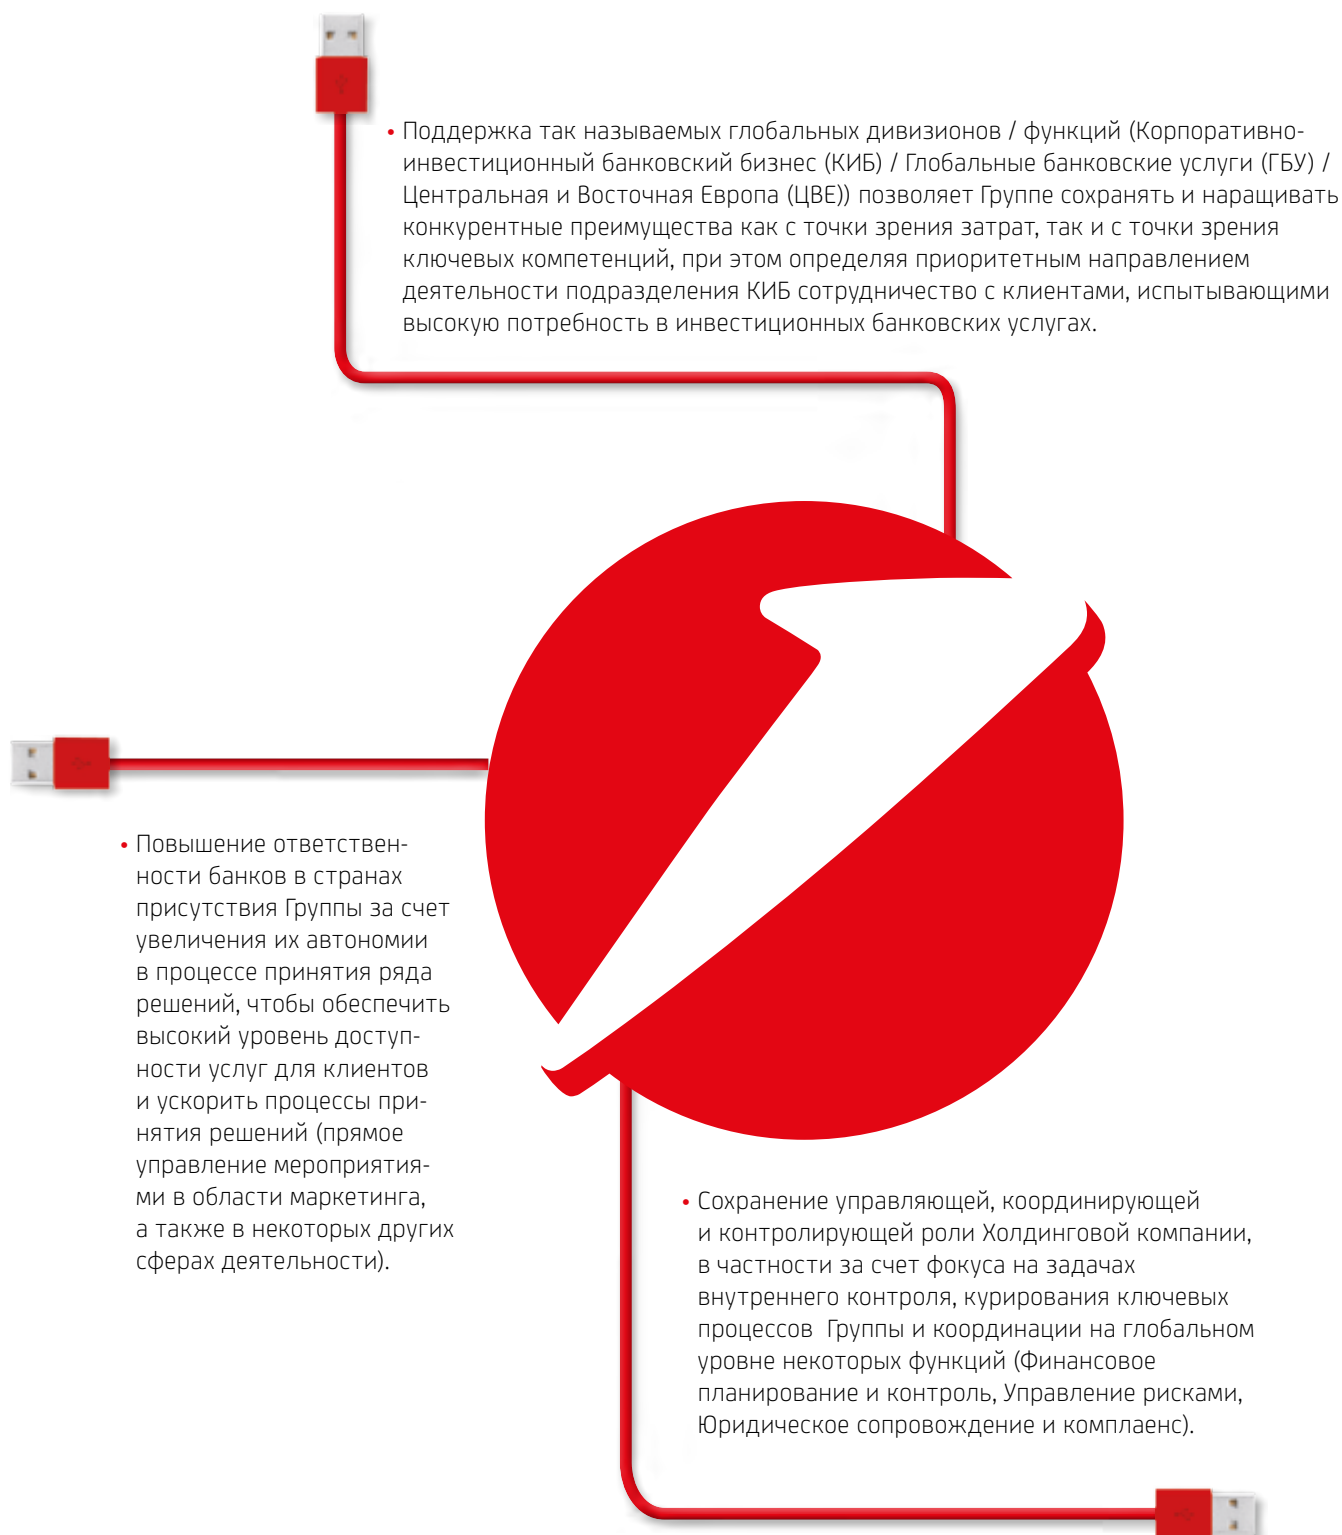 • Поддержка так называемых глобальных дивизионов / функций (Корпоративно-
инвестиционный банковский бизнес (КИБ) / Глобальные банковские услуги (ГБУ) /
Центральная и Восточная Европа (ЦВЕ)) позволяет Группе сохранять и наращивать
конкурентные преимущества как с точки зрения затрат, так и с точки зрения
ключевых компетенций, при этом определяя приоритетным направлением
деятельности подразделения КИБ сотрудничество с клиентами, испытывающими
высокую потребность в инвестиционных банковских услугах.
• Повышение ответствен-
ности банков в странах
присутствия Группы за счет
увеличения их автономии
в процессе принятия ряда
решений, чтобы обеспечить
высокий уровень доступ-
ности услуг для клиентов
и ускорить процессы при-
нятия решений (прямое
управление мероприятия-
ми в области маркетинга,
а также в некоторых других
сферах деятельности).
• Сохранение управляющей, координирующей
и контролирующей роли Холдинговой компании,
в частности за счет фокуса на задачах
внутреннего контроля, курирования ключевых
процессов  Группы и координации на глобальном
уровне некоторых функций (Финансовое
планирование и контроль, Управление рисками,
Юридическое сопровождение и комплаенс).